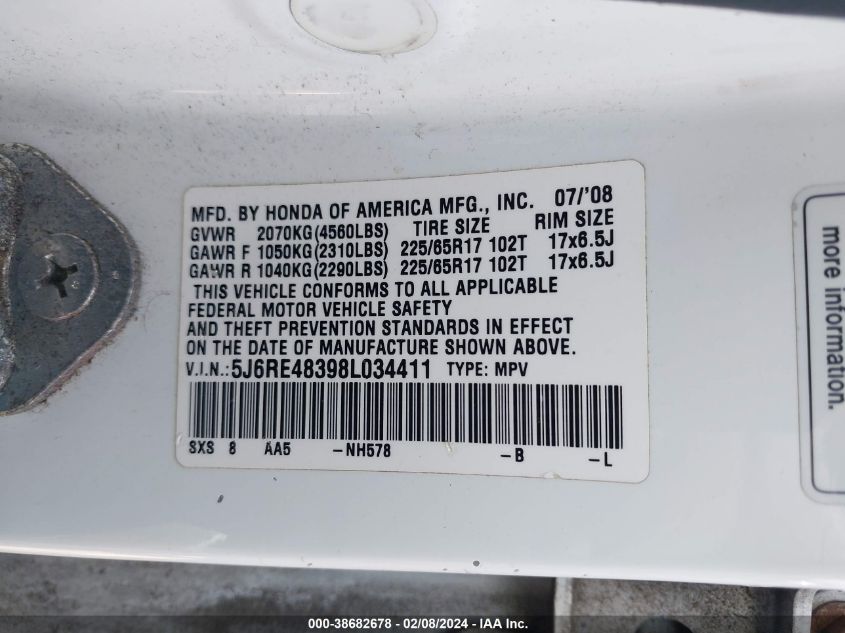 MFD. BY HONDA OF AMERICA MFG., INC. 07/'08
GVWR 2070KG(4560LBS) TIRE SIZE RIM SIZE
GAWR F 1050KG(2310LBS) 225/65R17 102T 17x6.5J
GAWR R 1040KG(2290LBS) 225/65R17 102T 17x6.5J
THIS VEHICLE CONFORMS TO ALL APPLICABLE
FEDERAL MOTOR VEHICLE SAFETY
AND THEFT PREVENTION STANDARDS IN EFFECT
ON THE DATE OF MANUFACTURE SHOWN ABOVE.
V.I.N.:5J6RE48398L034411 TYPE: MPV
SXS 8 AA5 -NH578 -B -L
more information.
000-38682678 - 02/08/2024 - IAAI.COM